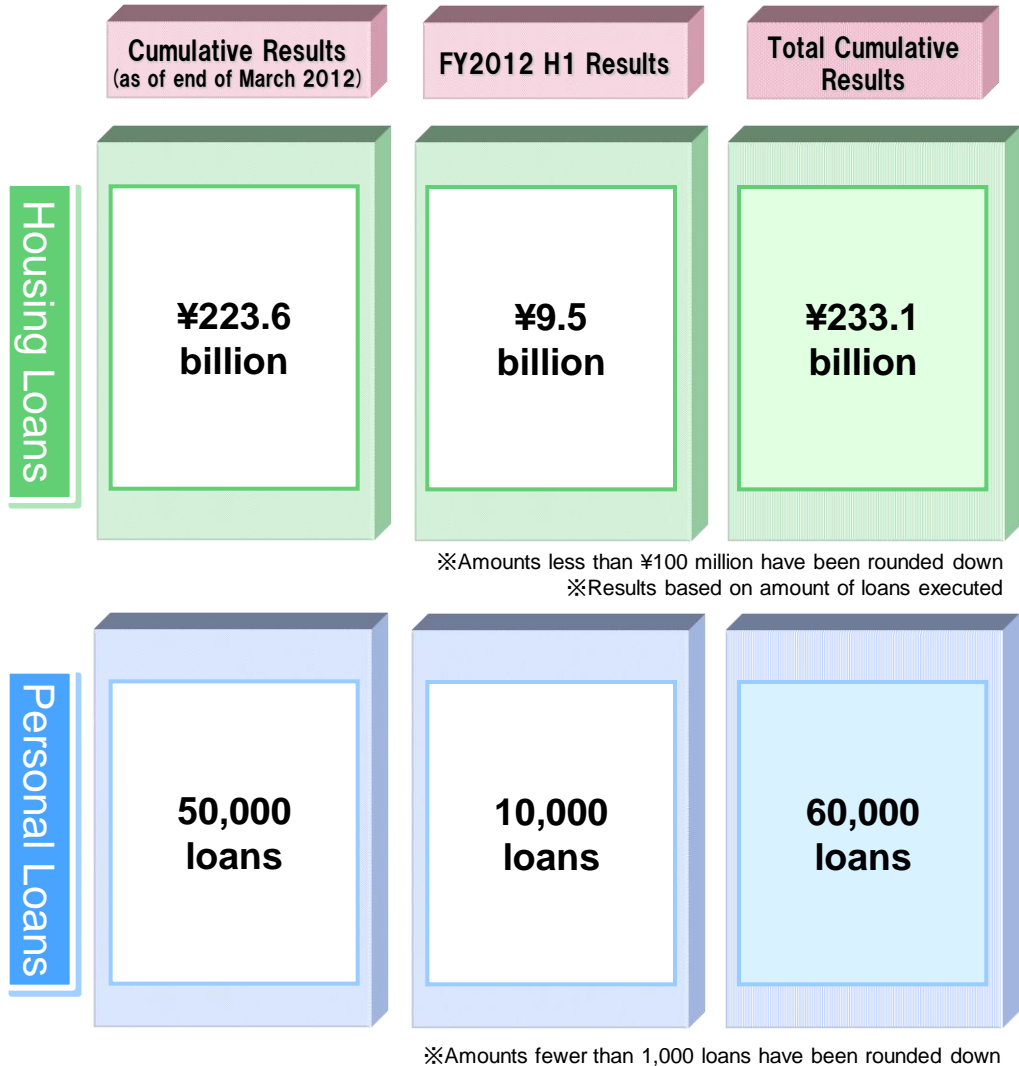 Cumulative Results
(as of end of March 2012)
FY2012 H1 Results
Total Cumulative
Results
Housing Loans
¥223.6
billion
¥9.5
billion
¥233.1
billion
※Amounts less than ¥100 million have been rounded down
※Results based on amount of loans executed
Personal Loans
50,000
loans
10,000
loans
60,000
loans
※Amounts fewer than 1,000 loans have been rounded down